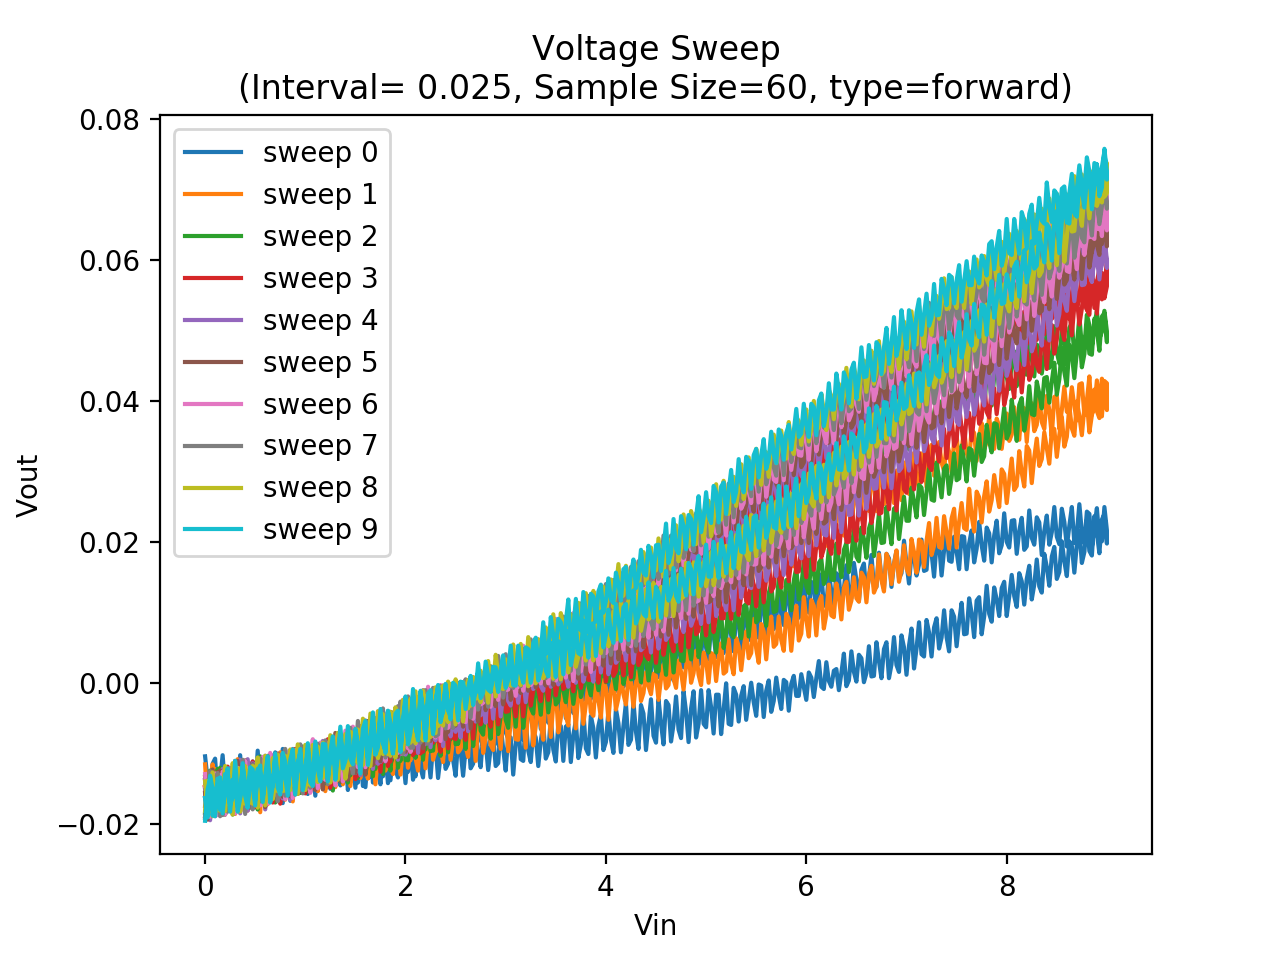 Voltage Sweep
(Interval= 0.025, Sample Size=60, type=forward)
0.08
0.06
0.04
0.02
0.00
−0.02
Vout
sweep 0
sweep 1
sweep 2
sweep 3
sweep 4
sweep 5
sweep 6
sweep 7
sweep 8
sweep 9
0 2 4 6 8
Vin